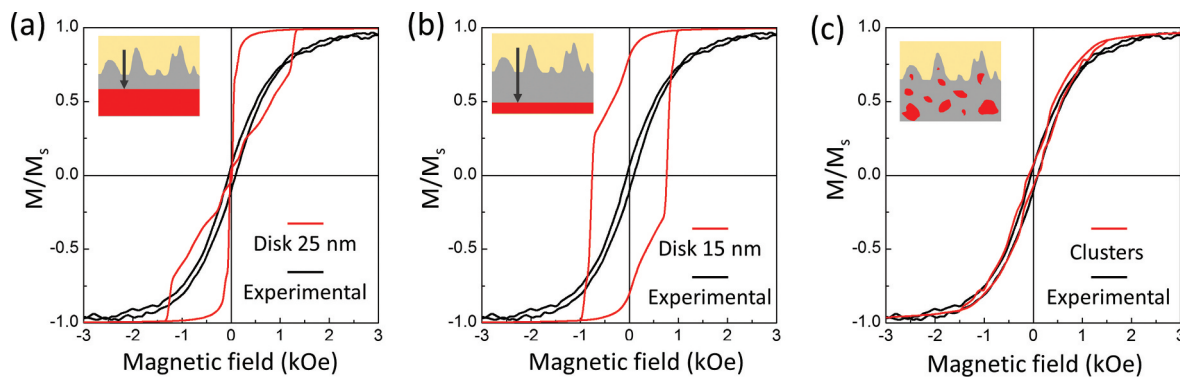 (a)
1.0
0.5
0.0
-0.5
-1.0
M/Ms
-3 -2 -1 0 1 2 3
Magnetic field (kOe)
Disk 25 nm
Experimental
(b)
1.0
0.5
0.0
-0.5
-1.0
M/Ms
-3 -2 -1 0 1 2 3
Magnetic field (kOe)
Disk 15 nm
Experimental
(c)
1.0
0.5
0.0
-0.5
-1.0
M/Ms
-3 -2 -1 0 1 2 3
Magnetic field (kOe)
Clusters
Experimental